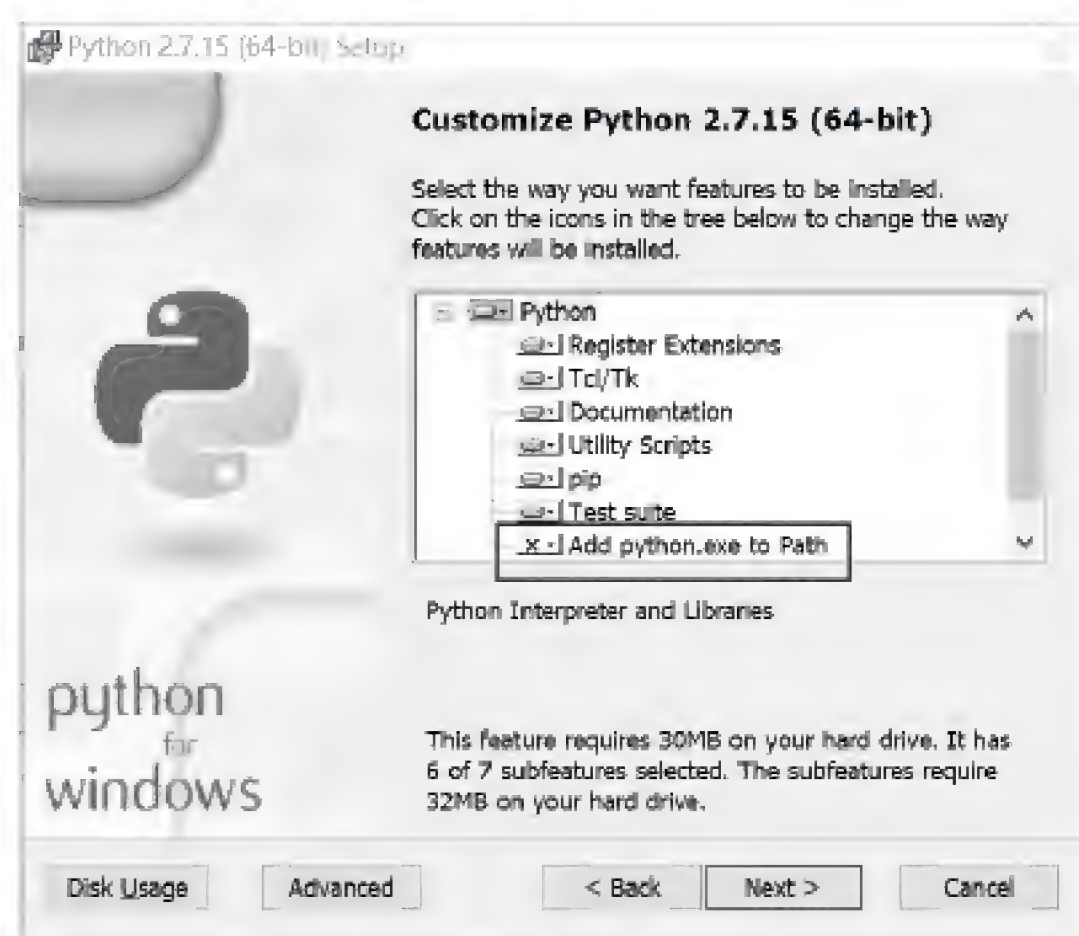 Python 2.7.15 (64-bit) Setup
Customize Python 2.7.15 (64-bit)
Select the way you want features to be installed.
Click on the icons in the tree below to change the way
features will be installed.
Python
Register Extensions
Tcl/Tk
Documentation
Utility Scripts
pip
Test suite
Add python.exe to Path
Python Interpreter and Libraries
python
for
windows
This feature requires 30MB on your hard drive. It has
6 of 7 subfeatures selected. The subfeatures require
32MB on your hard drive.
Disk Usage
Advanced
< Back
Next >
Cancel